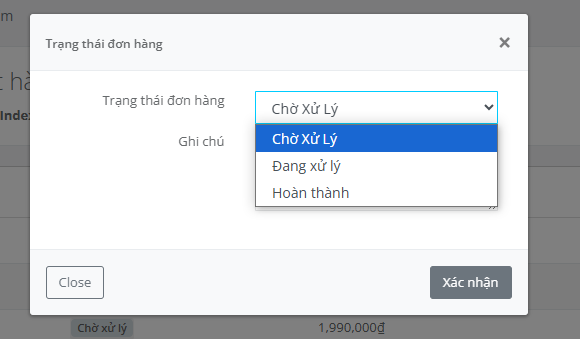 m
Trạng thái đơn hàng ×
t hà
Trạng thái đơn hàng Chờ Xử Lý
Index
Ghi chú Chờ Xử Lý
Đang xử lý
Hoàn thành
Close Xác nhận
Chờ xử lý 1,990,000₫